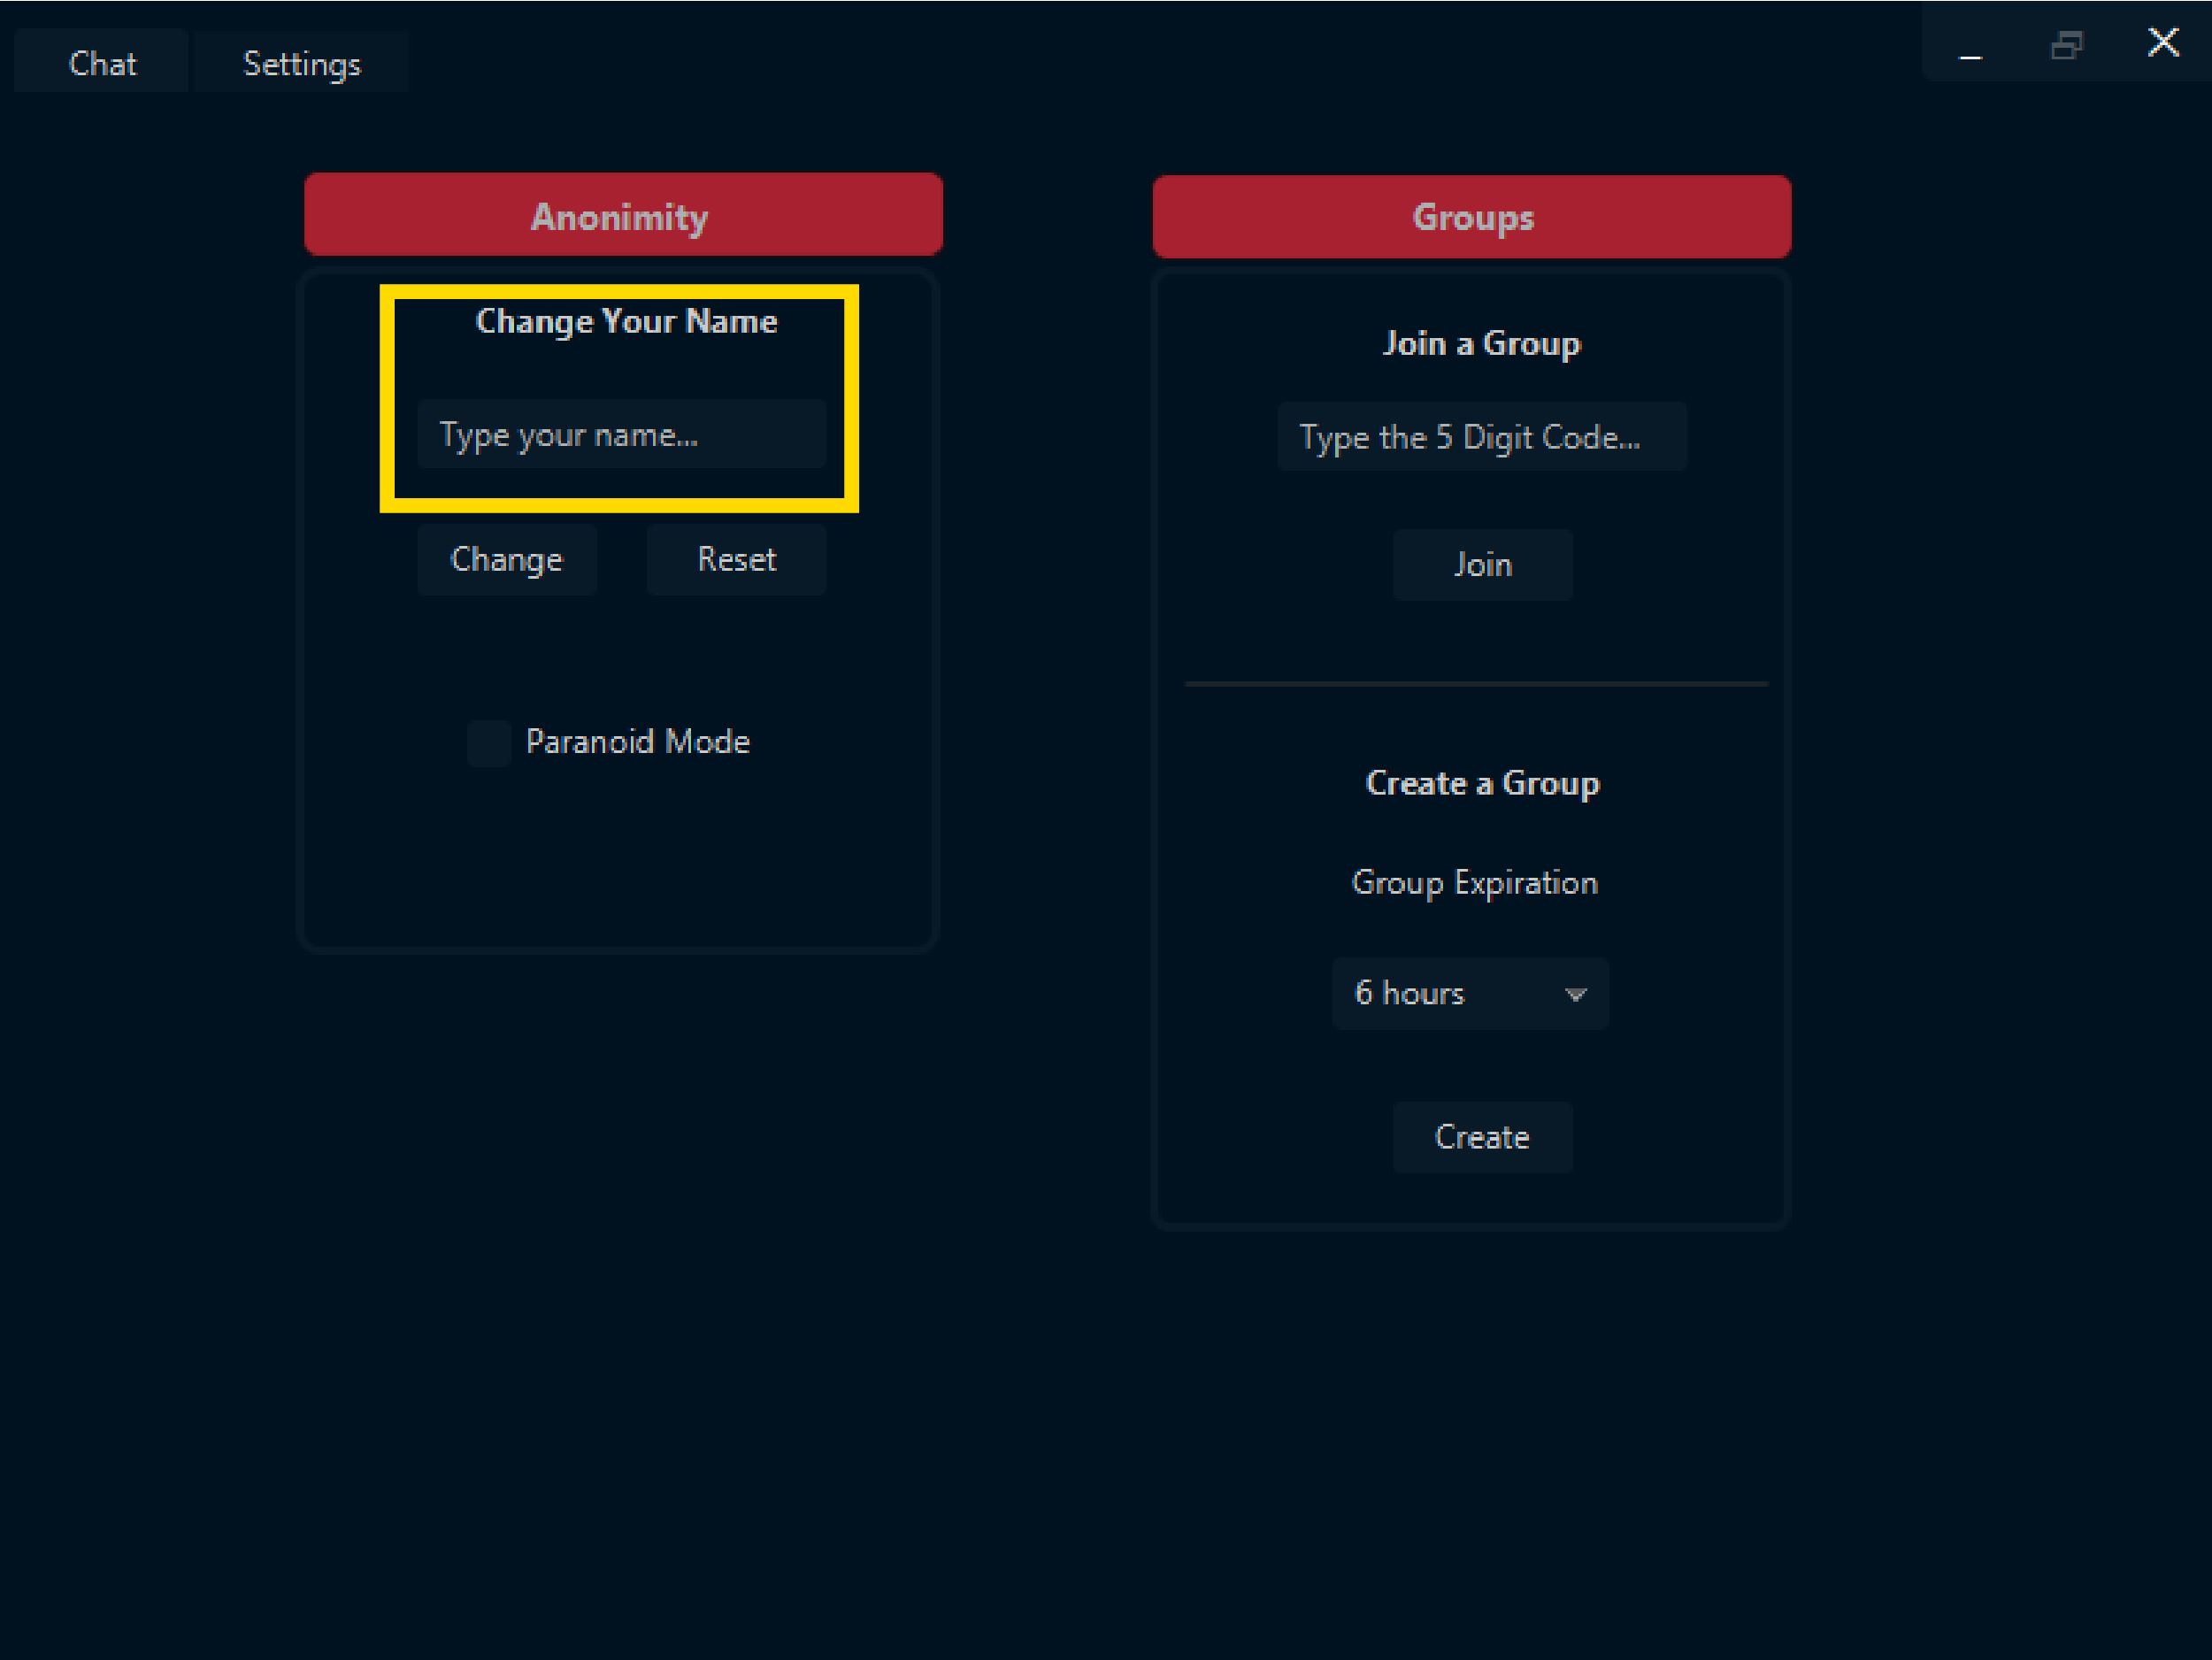 Chat
Settings
Anonimity
Change Your Name
Type your name...
Change
Reset
Paranoid Mode
Groups
Join a Group
Type the 5 Digit Code...
Join
Create a Group
Group Expiration
6 hours
Create